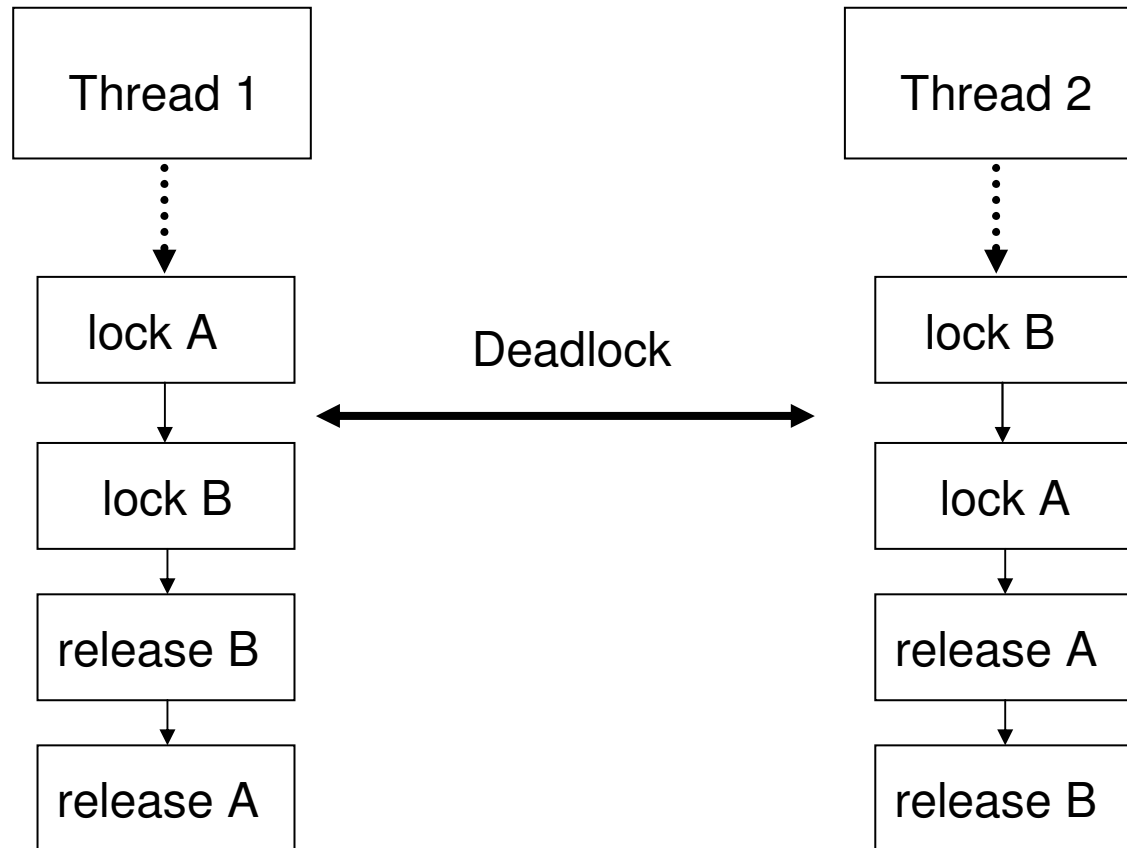 Thread 1
Thread 2
lock A
lock B
Deadlock
lock B
lock A
release B
release A
release A
release B